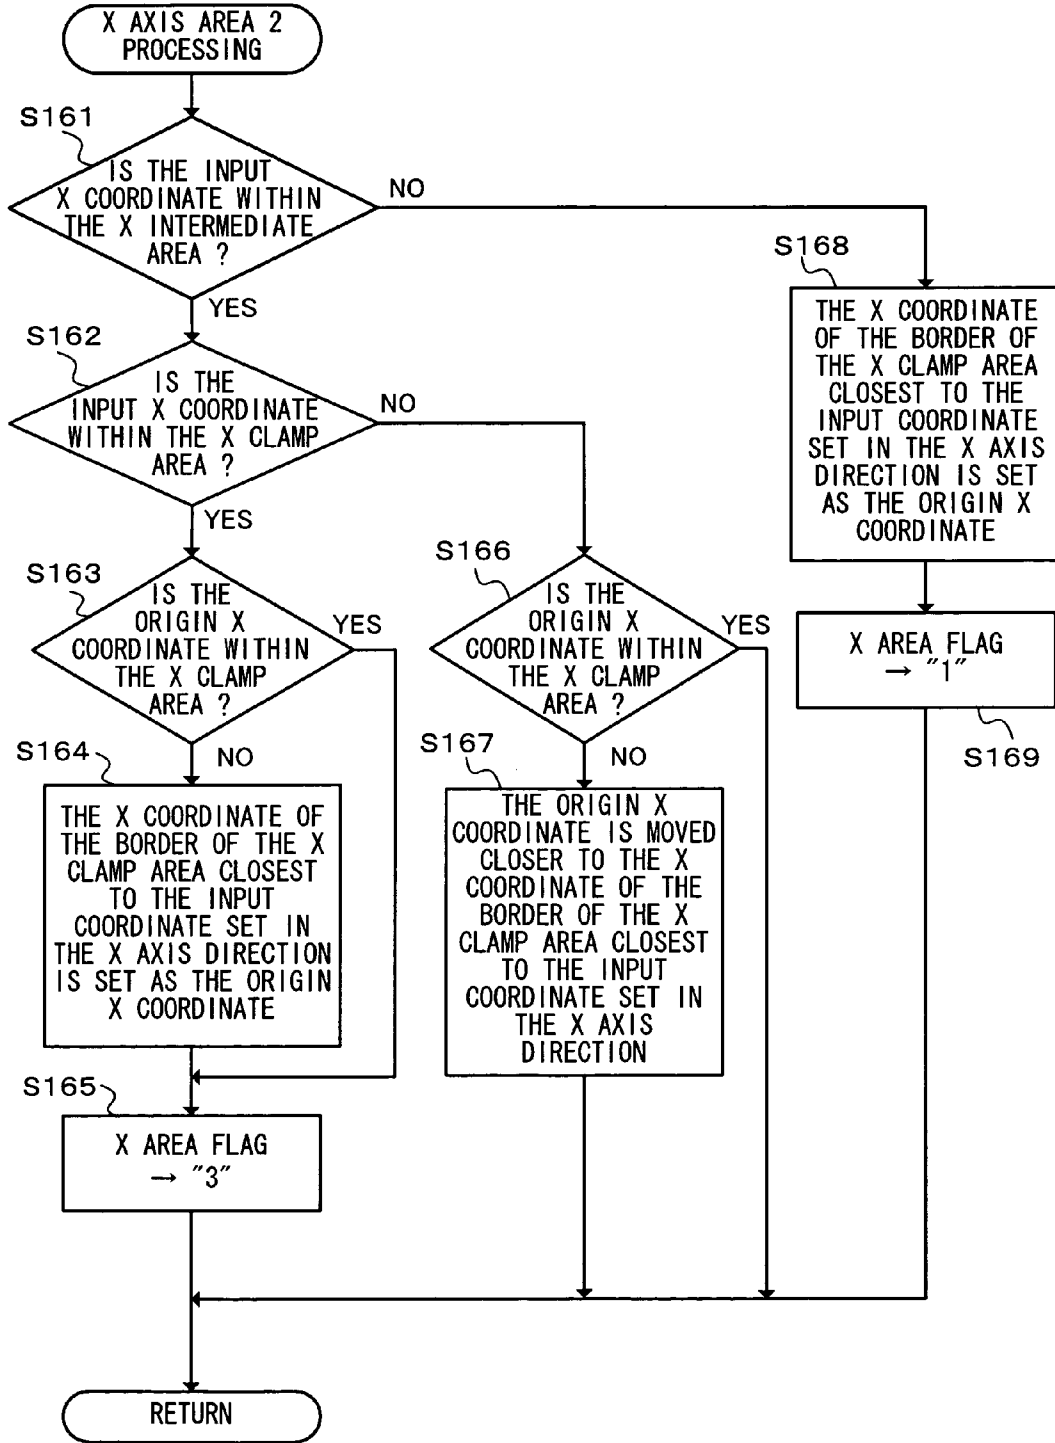 X AXIS AREA 2
PROCESSING
S161
IS THE INPUT
X COORDINATE WITHIN
THE X INTERMEDIATE
AREA ?
NO
YES
S162
IS THE
INPUT X COORDINATE
WITHIN THE X CLAMP
AREA ?
NO
YES
S163
IS THE
ORIGIN X
COORDINATE WITHIN
THE X CLAMP
AREA ?
YES
NO
S164
THE X COORDINATE OF
THE BORDER OF THE X
CLAMP AREA CLOSEST
TO THE INPUT
COORDINATE SET IN
THE X AXIS DIRECTION
IS SET AS THE ORIGIN
X COORDINATE
S165
X AREA FLAG
→ "3"
S166
IS THE
ORIGIN X
COORDINATE WITHIN
THE X CLAMP
AREA ?
YES
NO
S167
THE ORIGIN X
COORDINATE IS MOVED
CLOSER TO THE X
COORDINATE OF THE
BORDER OF THE X
CLAMP AREA CLOSEST
TO THE INPUT
COORDINATE SET IN
THE X AXIS
DIRECTION
S168
THE X COORDINATE
OF THE BORDER OF
THE X CLAMP AREA
CLOSEST TO THE
INPUT COORDINATE
SET IN THE X AXIS
DIRECTION IS SET
AS THE ORIGIN X
COORDINATE
X AREA FLAG
→ "1"
S169
RETURN